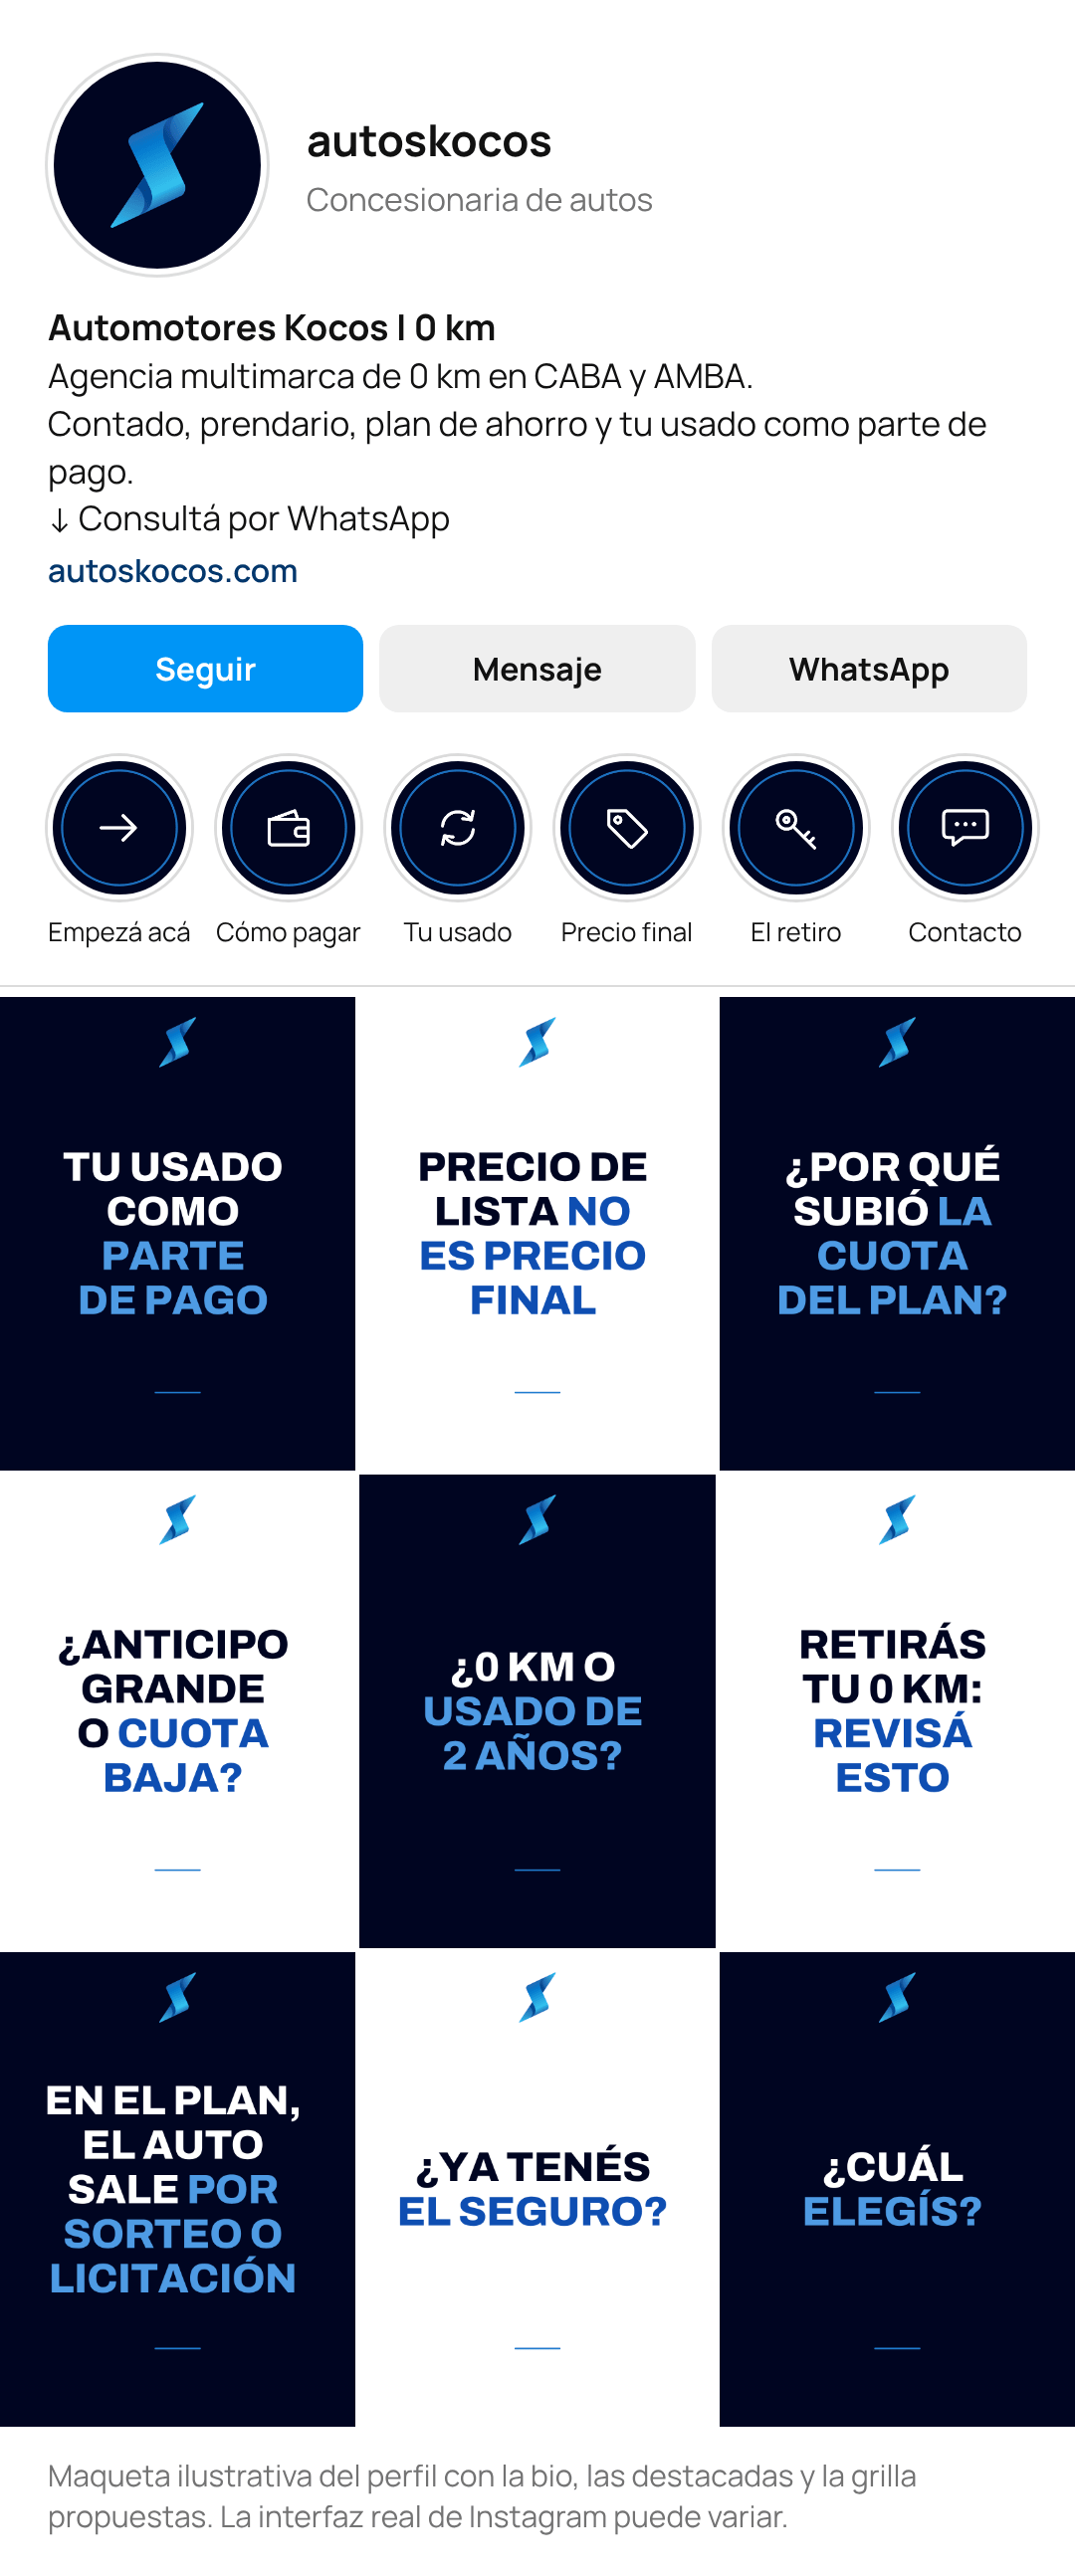 autoskocos
Concesionaria de autos
Automotores Kocos | 0 km
Agencia multimarca de 0 km en CABA y AMBA.
Contado, prendario, plan de ahorro y tu usado como parte de
pago.
↓ Consultá por WhatsApp
autoskocos.com
Seguir
Mensaje
WhatsApp
Empezá acá
Cómo pagar
Tu usado
Precio final
El retiro
Contacto
TU USADO
COMO
PARTE
DE PAGO
PRECIO DE
LISTA NO
ES PRECIO
FINAL
¿POR QUÉ
SUBIÓ LA
CUOTA
DEL PLAN?
¿ANTICIPO
GRANDE
O CUOTA
BAJA?
¿0 KM O
USADO DE
2 AÑOS?
RETIRÁS
TU 0 KM:
REVISÁ
ESTO
EN EL PLAN,
EL AUTO
SALE POR
SORTEO O
LICITACIÓN
¿YA TENÉS
EL SEGURO?
¿CUÁL
ELEGÍS?
Maqueta ilustrativa del perfil con la bio, las destacadas y la grilla
propuestas. La interfaz real de Instagram puede variar.